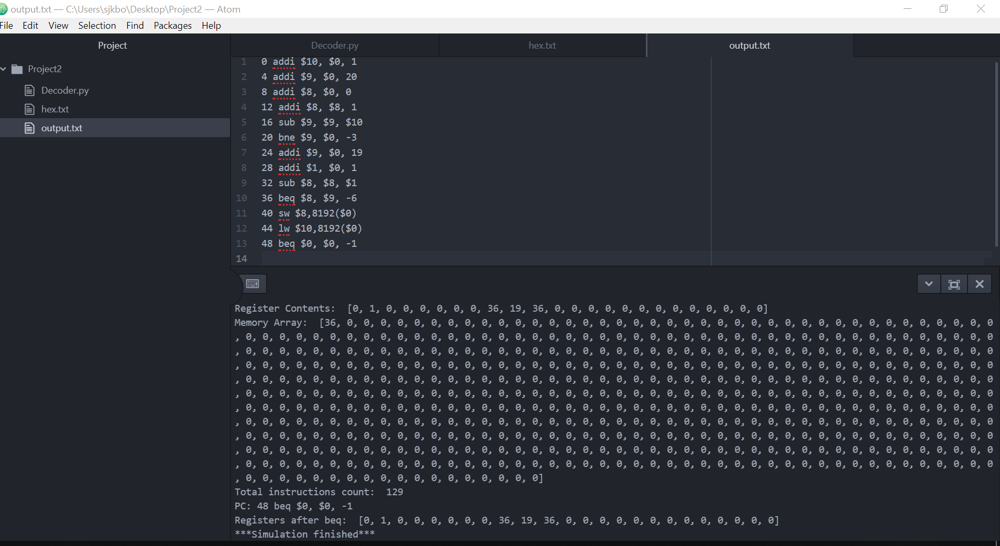 output.txt — C:\Users\sjkbo\Desktop\Project2 — Atom
File Edit View Selection Find Packages Help
Project
Decoder.py
hex.txt
output.txt
Project2
Decoder.py
hex.txt
output.txt
1 0 addi $10, $0, 1
2 4 addi $9, $0, 20
3 8 addi $8, $0, 0
4 12 addi $8, $8, 1
5 16 sub $9, $9, $10
6 20 bne $9, $0, -3
7 24 addi $9, $0, 19
8 28 addi $1, $0, 1
9 32 sub $8, $8, $1
10 36 beq $8, $9, -6
11 40 sw $8,8192($0)
12 44 lw $10,8192($0)
13 48 beq $0, $0, -1
14
Register Contents:  [0, 1, 0, 0, 0, 0, 0, 0, 36, 19, 36, 0, 0, 0, 0, 0, 0, 0, 0, 0, 0, 0, 0, 0]
Memory Array:  [36, 0, 0, 0, 0, 0, 0, 0, 0, 0, 0, 0, 0, 0, 0, 0, 0, 0, 0, 0, 0, 0, 0, 0, 0, 0, 0, 0, 0, 0, 0, 0, 0, 0, 0, 0, 0, 0, 0, 0
, 0, 0, 0, 0, 0, 0, 0, 0, 0, 0, 0, 0, 0, 0, 0, 0, 0, 0, 0, 0, 0, 0, 0, 0, 0, 0, 0, 0, 0, 0, 0, 0, 0, 0, 0, 0, 0, 0, 0, 0, 0, 0, 0, 0, 0
, 0, 0, 0, 0, 0, 0, 0, 0, 0, 0, 0, 0, 0, 0, 0, 0, 0, 0, 0, 0, 0, 0, 0, 0, 0, 0, 0, 0, 0, 0, 0, 0, 0, 0, 0, 0, 0, 0, 0, 0, 0, 0, 0, 0, 0
, 0, 0, 0, 0, 0, 0, 0, 0, 0, 0, 0, 0, 0, 0, 0, 0, 0, 0, 0, 0, 0, 0, 0, 0, 0, 0, 0, 0, 0, 0, 0, 0, 0, 0, 0, 0, 0, 0, 0, 0, 0, 0, 0, 0, 0
, 0, 0, 0, 0, 0, 0, 0, 0, 0, 0, 0, 0, 0, 0, 0, 0, 0, 0, 0, 0, 0, 0, 0, 0, 0, 0, 0, 0, 0, 0, 0, 0, 0, 0, 0, 0, 0, 0, 0, 0, 0, 0, 0, 0, 0
, 0, 0, 0, 0, 0, 0, 0, 0, 0, 0, 0, 0, 0, 0, 0, 0, 0, 0, 0, 0, 0, 0, 0, 0, 0, 0, 0, 0, 0, 0, 0, 0, 0, 0, 0, 0, 0, 0, 0, 0, 0, 0, 0, 0, 0
, 0, 0, 0, 0, 0, 0, 0, 0, 0, 0, 0, 0, 0, 0, 0, 0, 0, 0, 0, 0, 0, 0, 0, 0, 0, 0, 0, 0, 0, 0, 0, 0, 0, 0, 0, 0, 0, 0, 0, 0, 0, 0, 0, 0, 0
, 0, 0, 0, 0, 0, 0, 0, 0, 0, 0, 0, 0, 0, 0, 0, 0, 0, 0, 0, 0, 0, 0, 0, 0, 0, 0, 0, 0, 0, 0, 0, 0, 0, 0, 0, 0, 0, 0, 0, 0, 0, 0, 0, 0, 0
, 0, 0, 0, 0, 0, 0, 0, 0, 0, 0, 0, 0, 0, 0, 0, 0, 0, 0, 0, 0, 0, 0, 0, 0, 0, 0, 0, 0, 0, 0, 0, 0, 0, 0, 0, 0, 0, 0, 0, 0, 0, 0, 0, 0, 0
, 0, 0, 0, 0, 0, 0, 0, 0, 0, 0, 0, 0, 0, 0, 0, 0, 0, 0, 0, 0, 0, 0, 0, 0, 0, 0, 0, 0, 0, 0, 0, 0, 0, 0, 0, 0, 0, 0, 0, 0, 0, 0, 0, 0, 0
, 0, 0, 0, 0, 0, 0, 0, 0, 0, 0, 0, 0, 0, 0, 0, 0, 0, 0, 0, 0, 0, 0, 0, 0, 0, 0, 0, 0, 0, 0, 0, 0, 0, 0, 0, 0, 0, 0, 0, 0, 0, 0, 0, 0, 0
, 0, 0, 0, 0, 0, 0, 0, 0, 0, 0, 0, 0, 0, 0, 0, 0, 0, 0]
Total instructions count:  129
PC: 48 beq $0, $0, -1
Registers after beq:  [0, 1, 0, 0, 0, 0, 0, 0, 36, 19, 36, 0, 0, 0, 0, 0, 0, 0, 0, 0, 0, 0, 0, 0]
***Simulation finished***